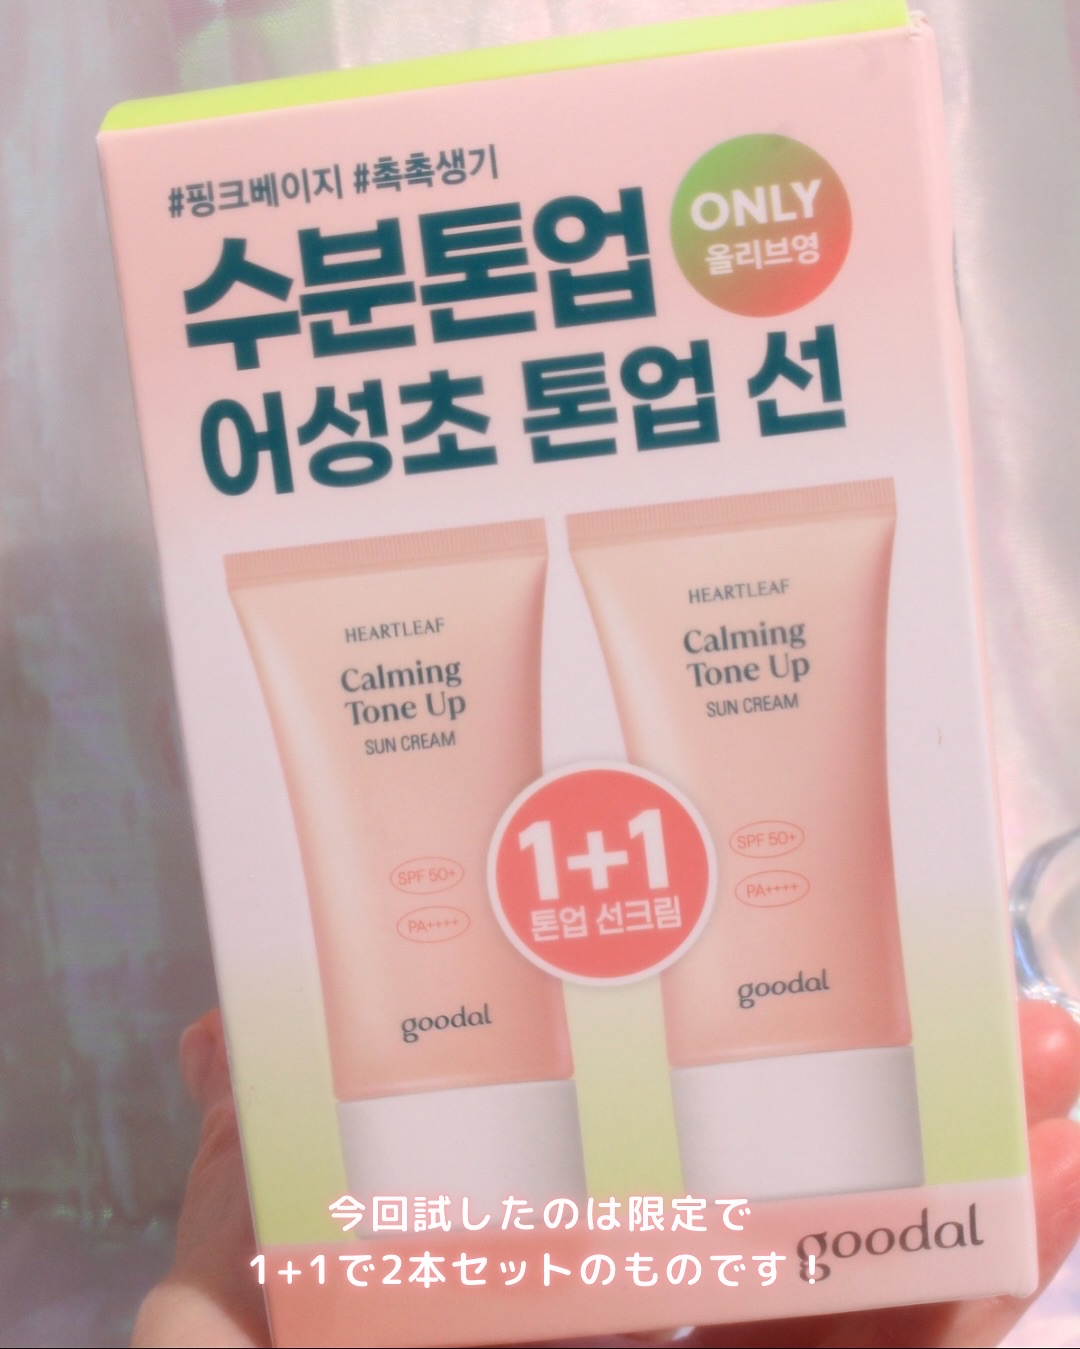 #핑크베이지 #촉촉생기
수분톤업
ONLY
올리브영
어성초 톤업 선
HEARTLEAF
Calming
Tone Up
SUN CREAM
SPF 50+
PA++++
goodal
HEARTLEAF
Calming
Tone Up
SUN CREAM
SPF 50+
PA++++
goodal
1+1
톤업 선크림
goodal
今回試したのは限定で
1+1で2本セットのものです！